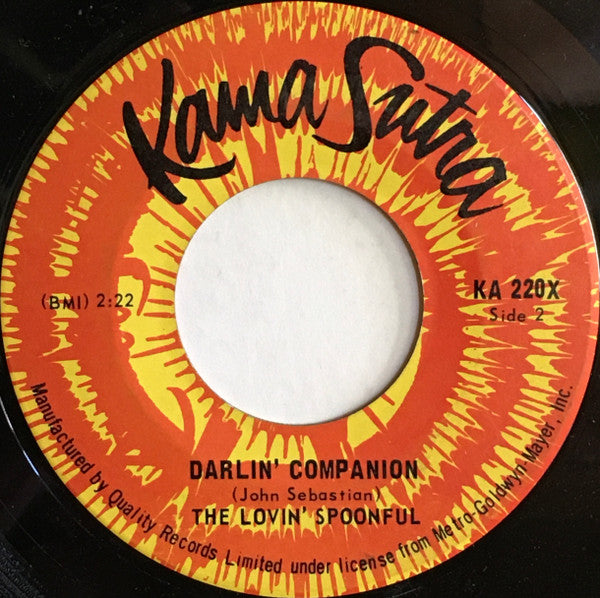 Kama Sutra
(BMI) 2:22
KA 220X
Side 2
DARLIN' COMPANION
(John Sebastian)
THE LOVIN' SPOONFUL
Manufactured by Quality Records Limited under license from Metro-Goldwyn-Mayer, Inc.